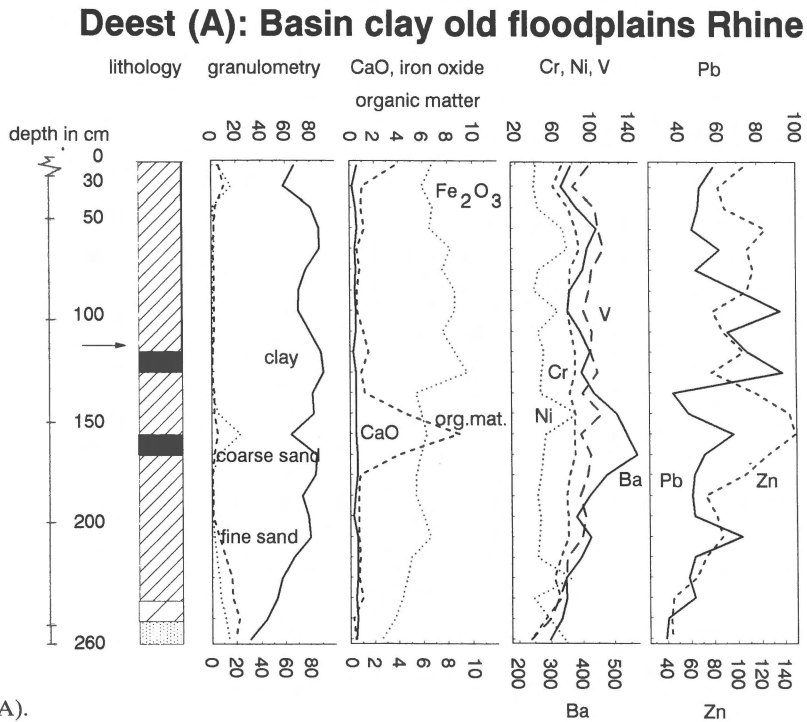 Deest (A): Basin clay old floodplains Rhine
lithology granulometry CaO, iron oxide Cr, Ni, V Pb
organic matter
depth in cm
0 20 40 60 80 0 2 4 6 8 10 20 60 100 140 40 60 80 100
0
30
50
100
150
200
260
Fe2O3
V
clay
Cr
org.mat.
Ni
CaO
coarse sand
Ba Pb Zn
fine sand
0 20 40 60 80 0 2 4 6 8 10 200 300 400 500 40 60 80 100 140
Ba Zn
A).